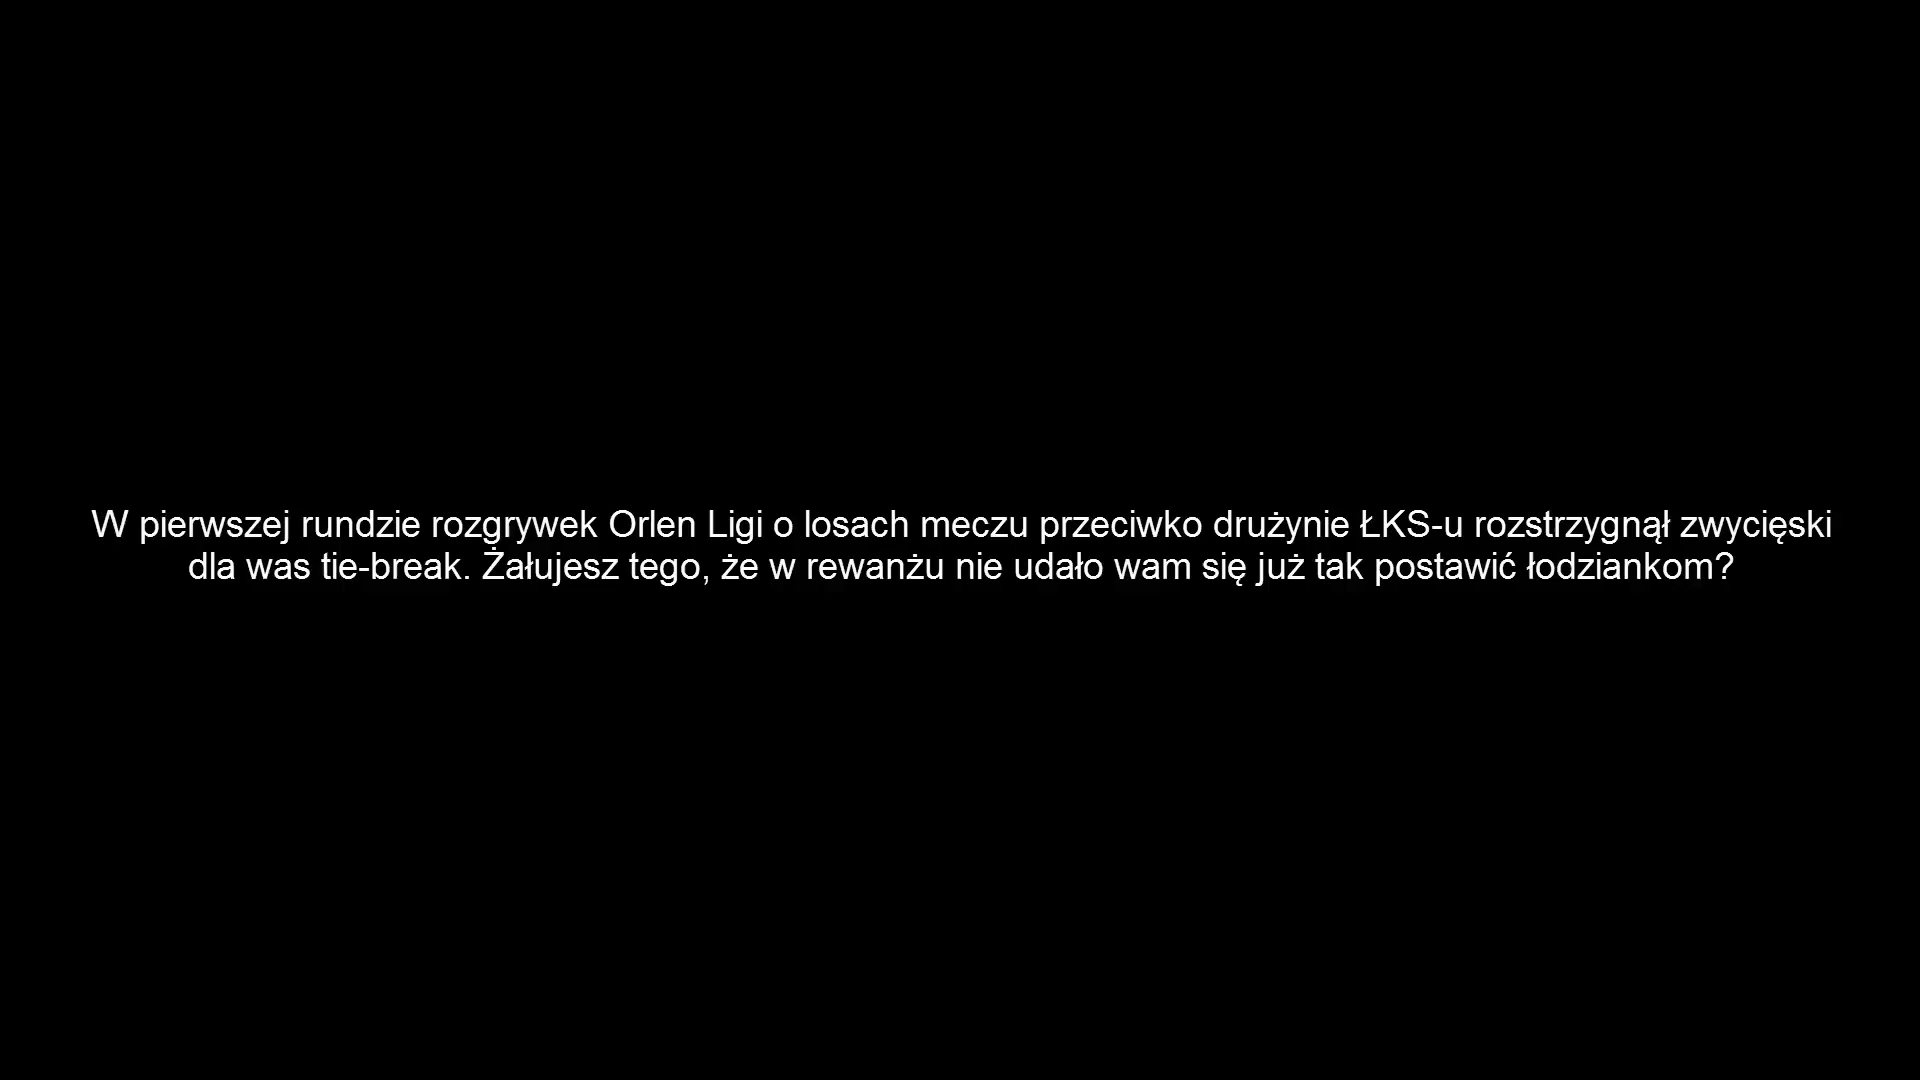 W pierwszej rundzie rozgrywek Orlen Ligi o losach meczu przeciwko drużynie ŁKS-u rozstrzygnął zwycięski
dla was tie-break. Żałujesz tego, że w rewanżu nie udało wam się już tak postawić łodziankom?